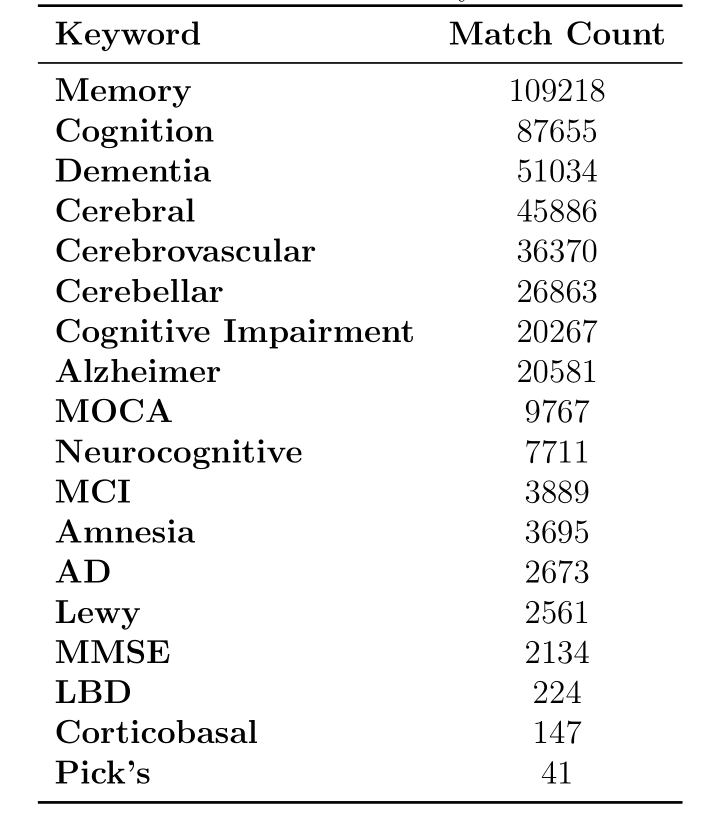 Keyword Match Count
Memory 109218
Cognition 87655
Dementia 51034
Cerebral 45886
Cerebrovascular 36370
Cerebellar 26863
Cognitive Impairment 20267
Alzheimer 20581
MOCA 9767
Neurocognitive 7711
MCI 3889
Amnesia 3695
AD 2673
Lewy 2561
MMSE 2134
LBD 224
Corticobasal 147
Pick's 41